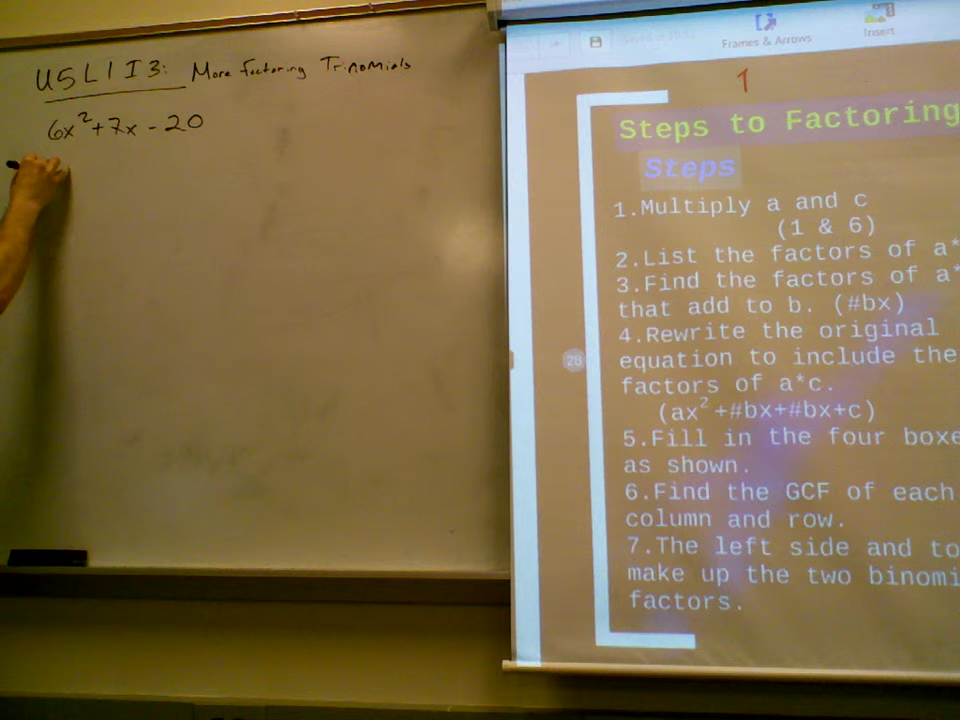 U5L1I3: More Factoring Trinomials
6x²+7x-20
Frames & Arrows
Insert
1
Steps to Factoring
Steps
1.Multiply a and c
(1 & 6)
2.List the factors of a*
3.Find the factors of a*
that add to b. (#bx)
4.Rewrite the original
equation to include the
28
factors of a*c.
(ax²+#bx+#bx+c)
5.Fill in the four boxe
as shown.
6.Find the GCF of each
column and row.
7.The left side and to
make up the two binomi
factors.